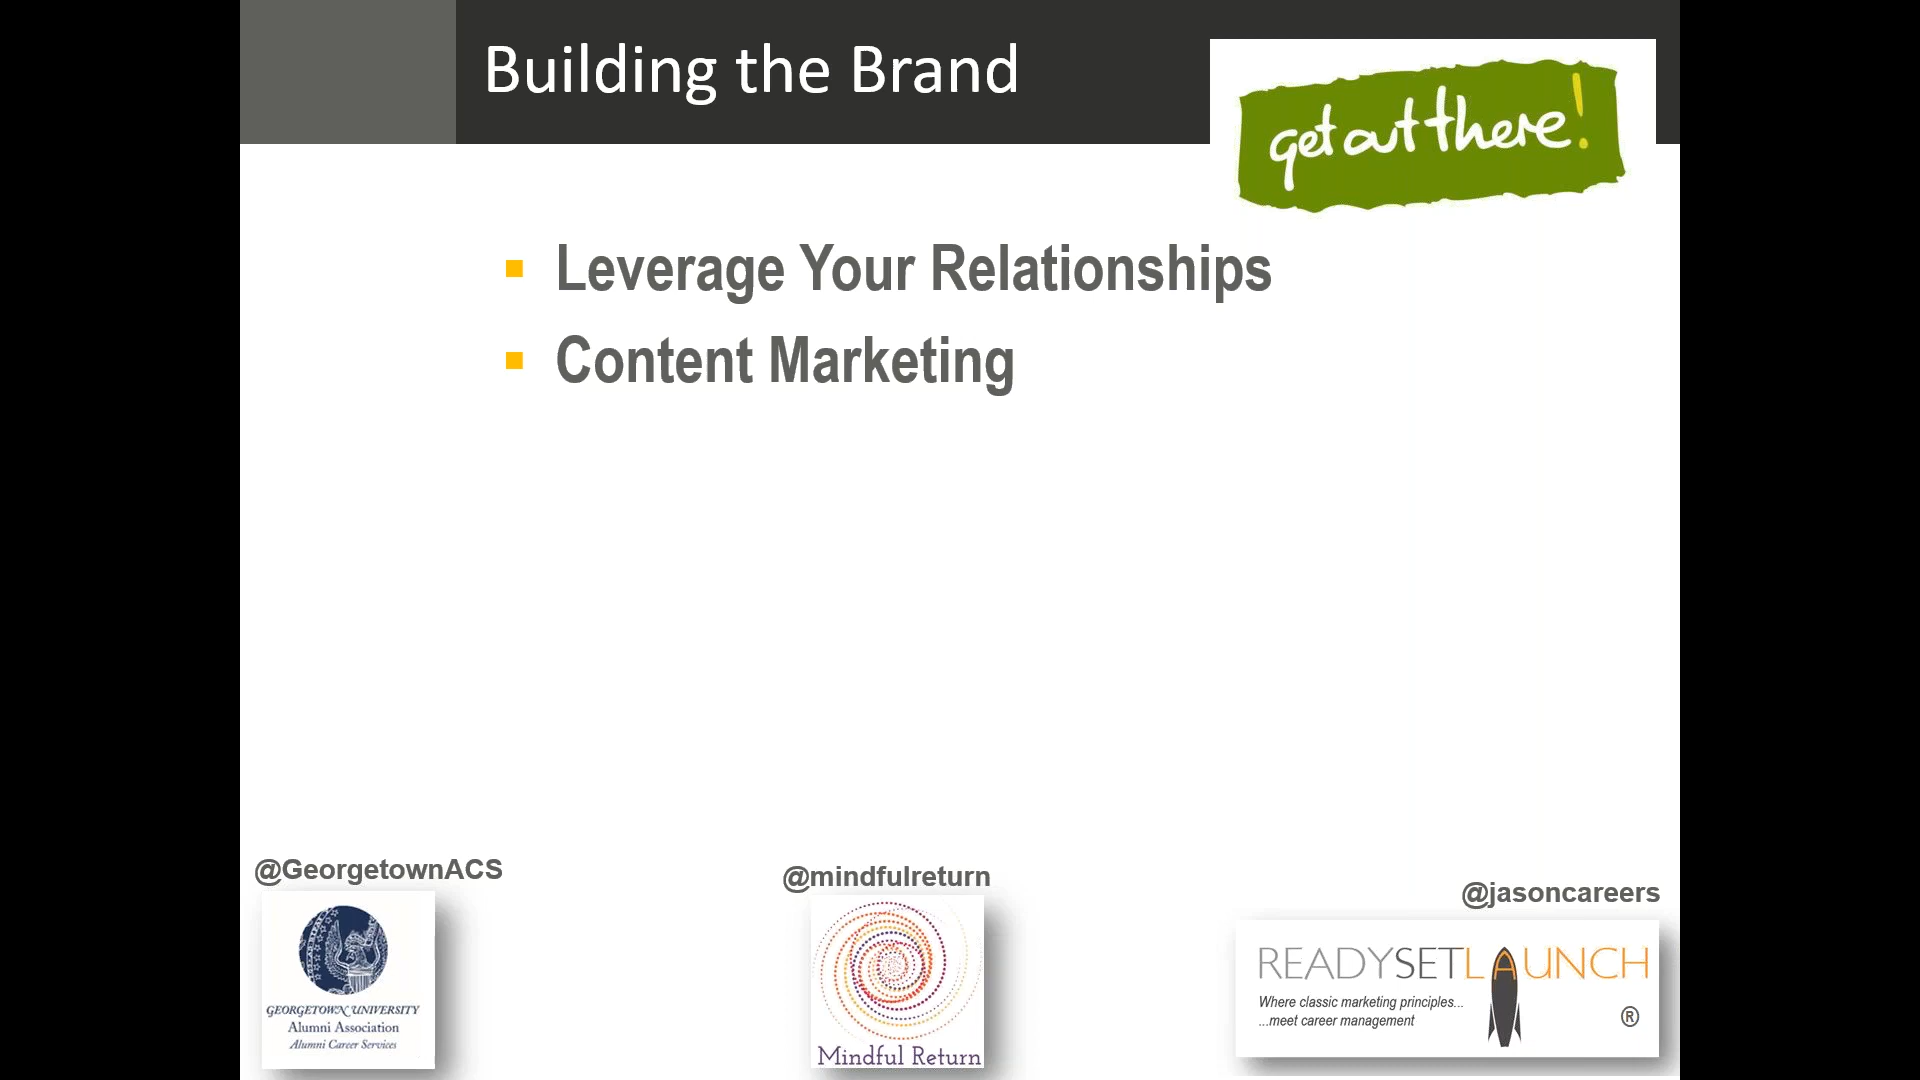 Building the Brand
get out there!
Leverage Your Relationships
Content Marketing
@GeorgetownACS
GEORGETOWN UNIVERSITY
Alumni Association
Alumni Career Services
@mindfulreturn
Mindful Return
@jasoncareers
READYSETLAUNCH
Where classic marketing principles...
...meet career management
®